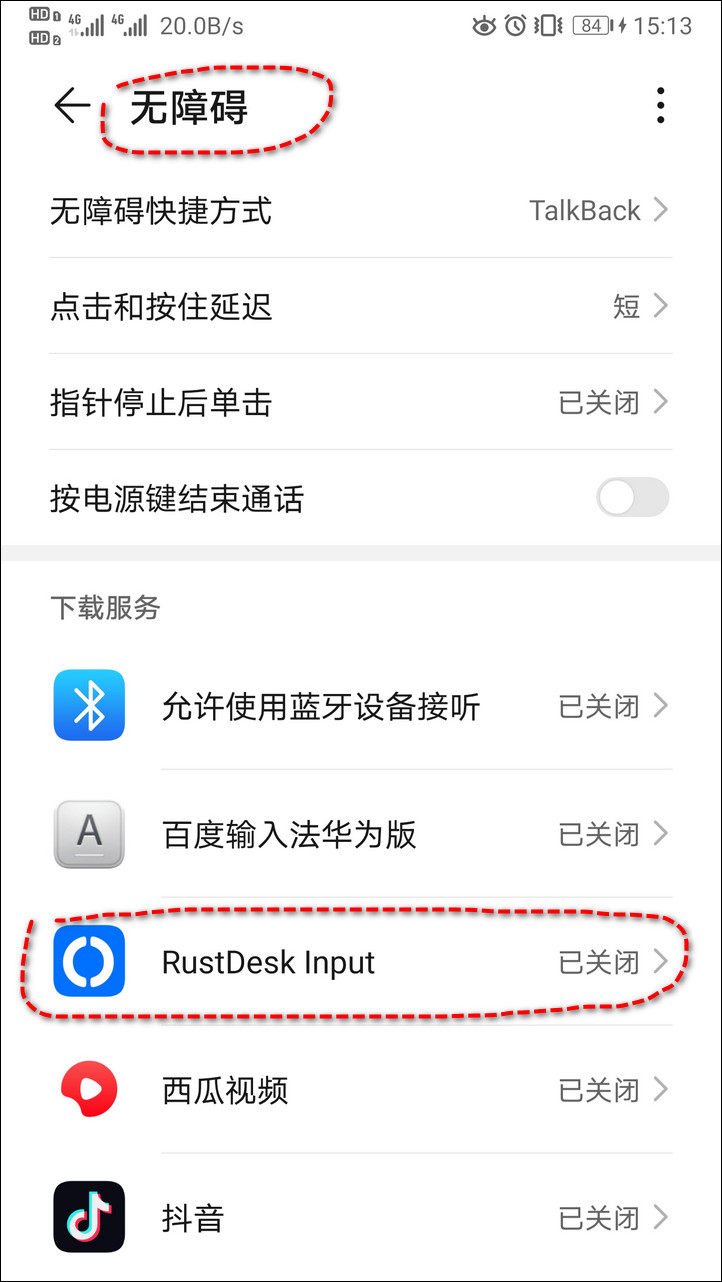 HD 1 4G 4G 20.0B/s 84 15:13
HD 2
无障碍
无障碍快捷方式 TalkBack
点击和按住延迟 短
指针停止后单击 已关闭
按电源键结束通话
下载服务
允许使用蓝牙设备接听 已关闭
A 百度输入法华为版 已关闭
RustDesk Input 已关闭
西瓜视频 已关闭
抖音 已关闭